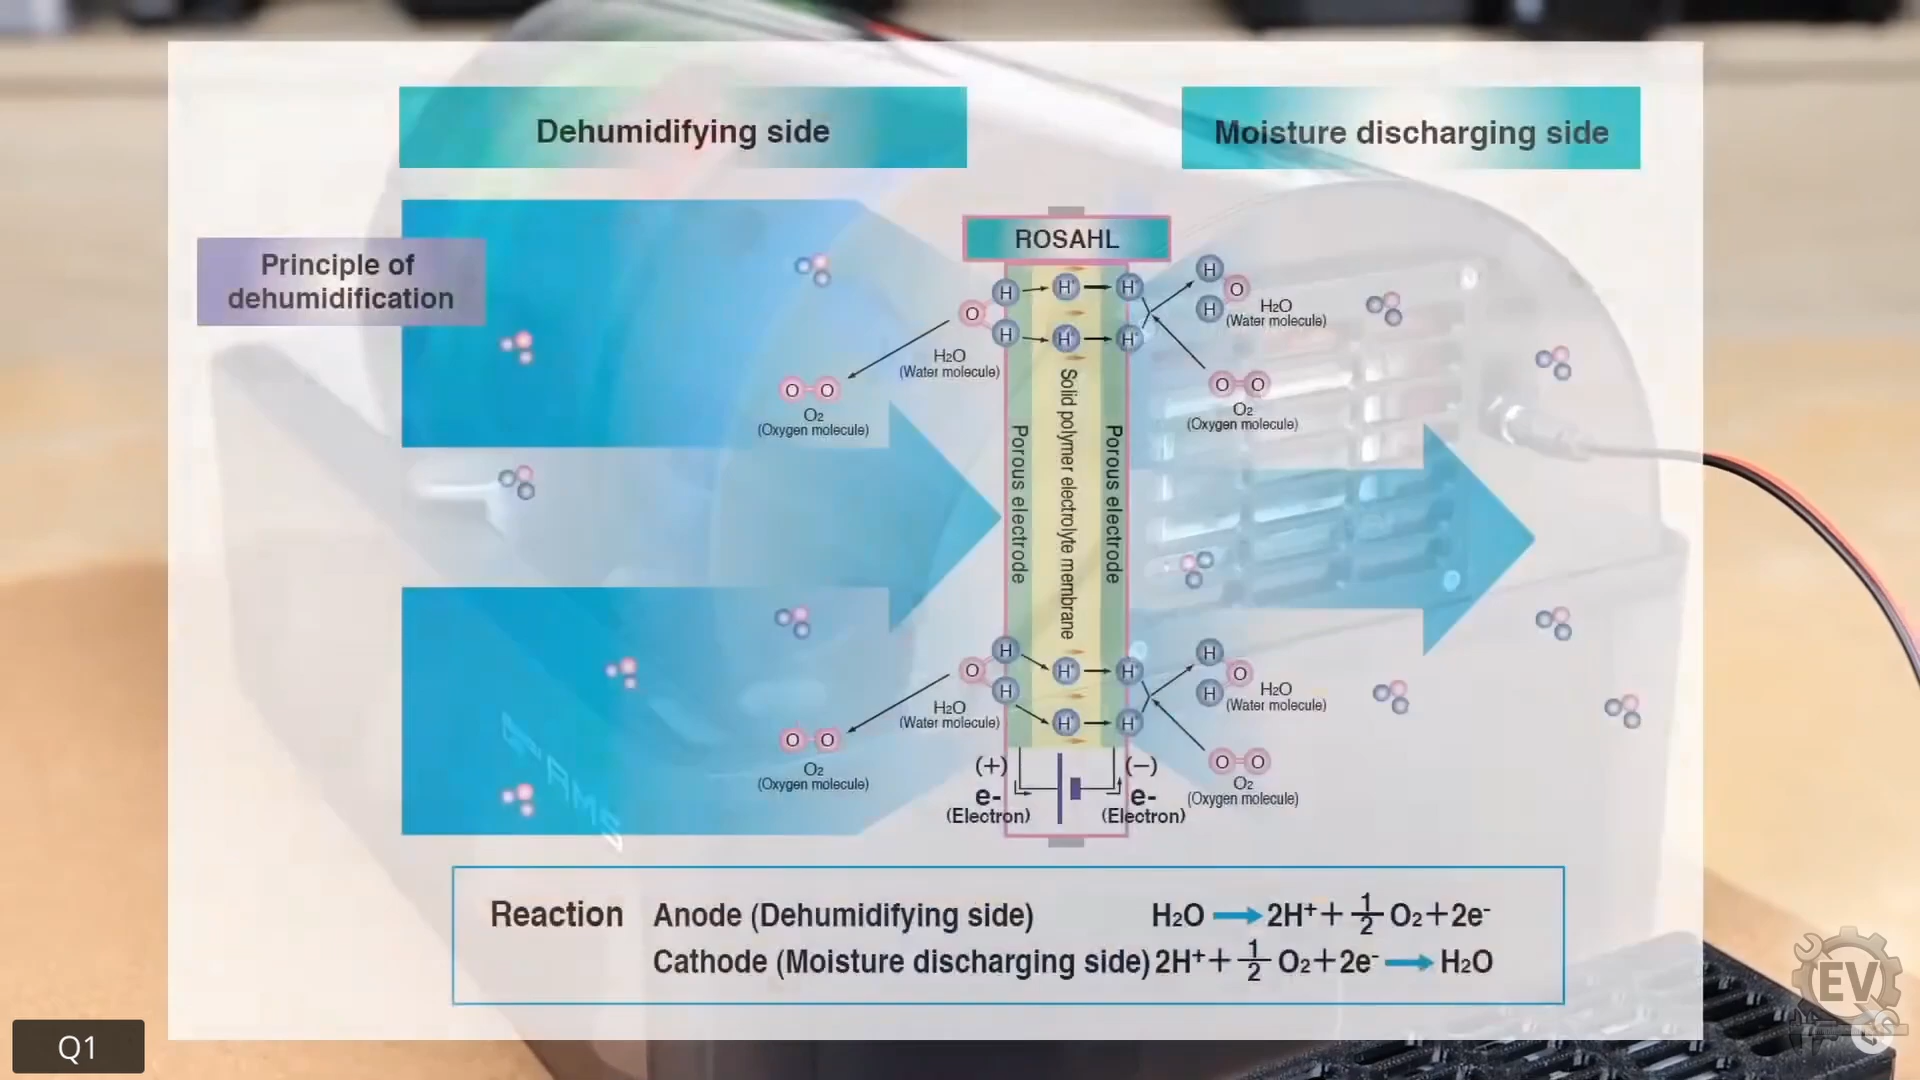 Dehumidifying side
Moisture discharging side
Principle of
dehumidification
ROSAHL
H
H
O
H⁺
H⁺
H⁺
H⁺
H
H
O
H₂O
(Water molecule)
H₂O
(Water molecule)
O O
O₂
(Oxygen molecule)
O O
O₂
(Oxygen molecule)
Porous electrode
Solid polymer electrolyte membrane
Porous electrode
H
H
O
H⁺
H⁺
H⁺
H⁺
H
H
O
H₂O
(Water molecule)
H₂O
(Water molecule)
O O
O₂
(Oxygen molecule)
O O
O₂
(Oxygen molecule)
(+)
e-
(Electron)
(−)
e-
(Electron)
Reaction Anode (Dehumidifying side) H₂O → 2H⁺ + 1/2 O₂ + 2e⁻
Cathode (Moisture discharging side) 2H⁺ + 1/2 O₂ + 2e⁻ → H₂O
Q1
EV